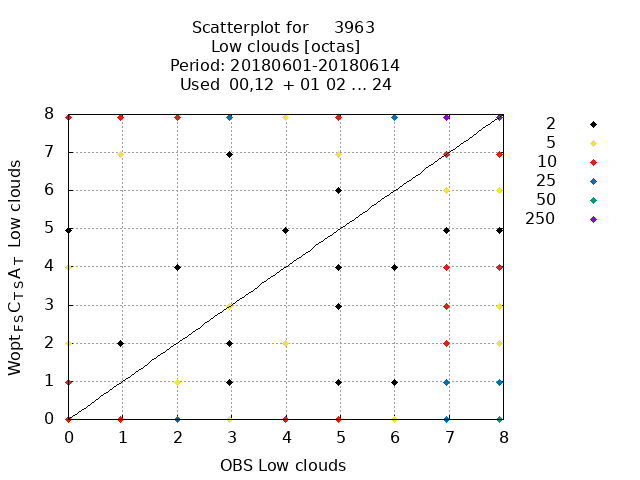 Scatterplot for 3963
Low clouds [octas]
Period: 20180601-20180614
Used 00,12 + 01 02 ... 24
8
7
6
5
4
3
2
1
0
0 1 2 3 4 5 6 7 8
Wopt FS CTSAT Low clouds
OBS Low clouds
2
5
10
25
50
250